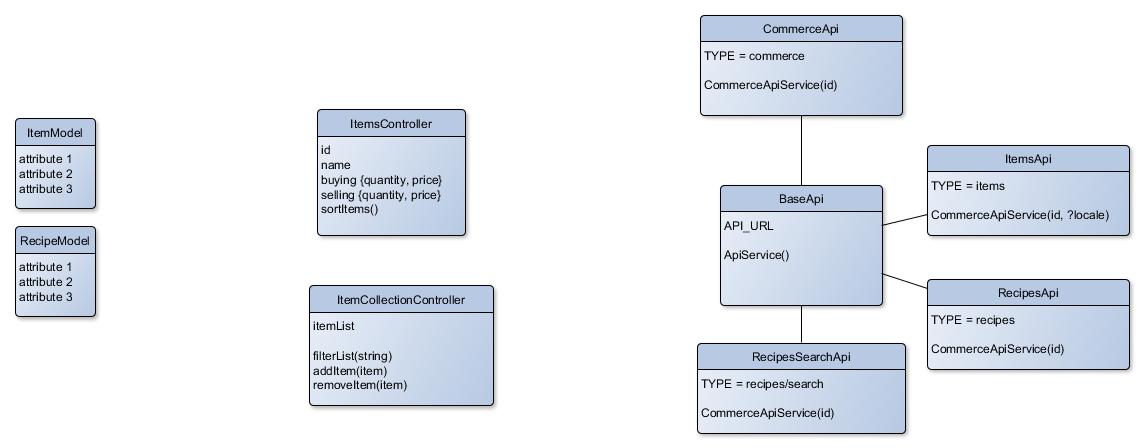 ItemModel
attribute 1
attribute 2
attribute 3
RecipeModel
attribute 1
attribute 2
attribute 3
ItemsController
id
name
buying {quantity, price}
selling {quantity, price}
sortItems()
ItemCollectionController
itemList
filterList(string)
addItem(item)
removeItem(item)
CommerceApi
TYPE = commerce
CommerceApiService(id)
BaseApi
API_URL
ApiService()
RecipesSearchApi
TYPE = recipes/search
CommerceApiService(id)
ItemsApi
TYPE = items
CommerceApiService(id, ?locale)
RecipesApi
TYPE = recipes
CommerceApiService(id)